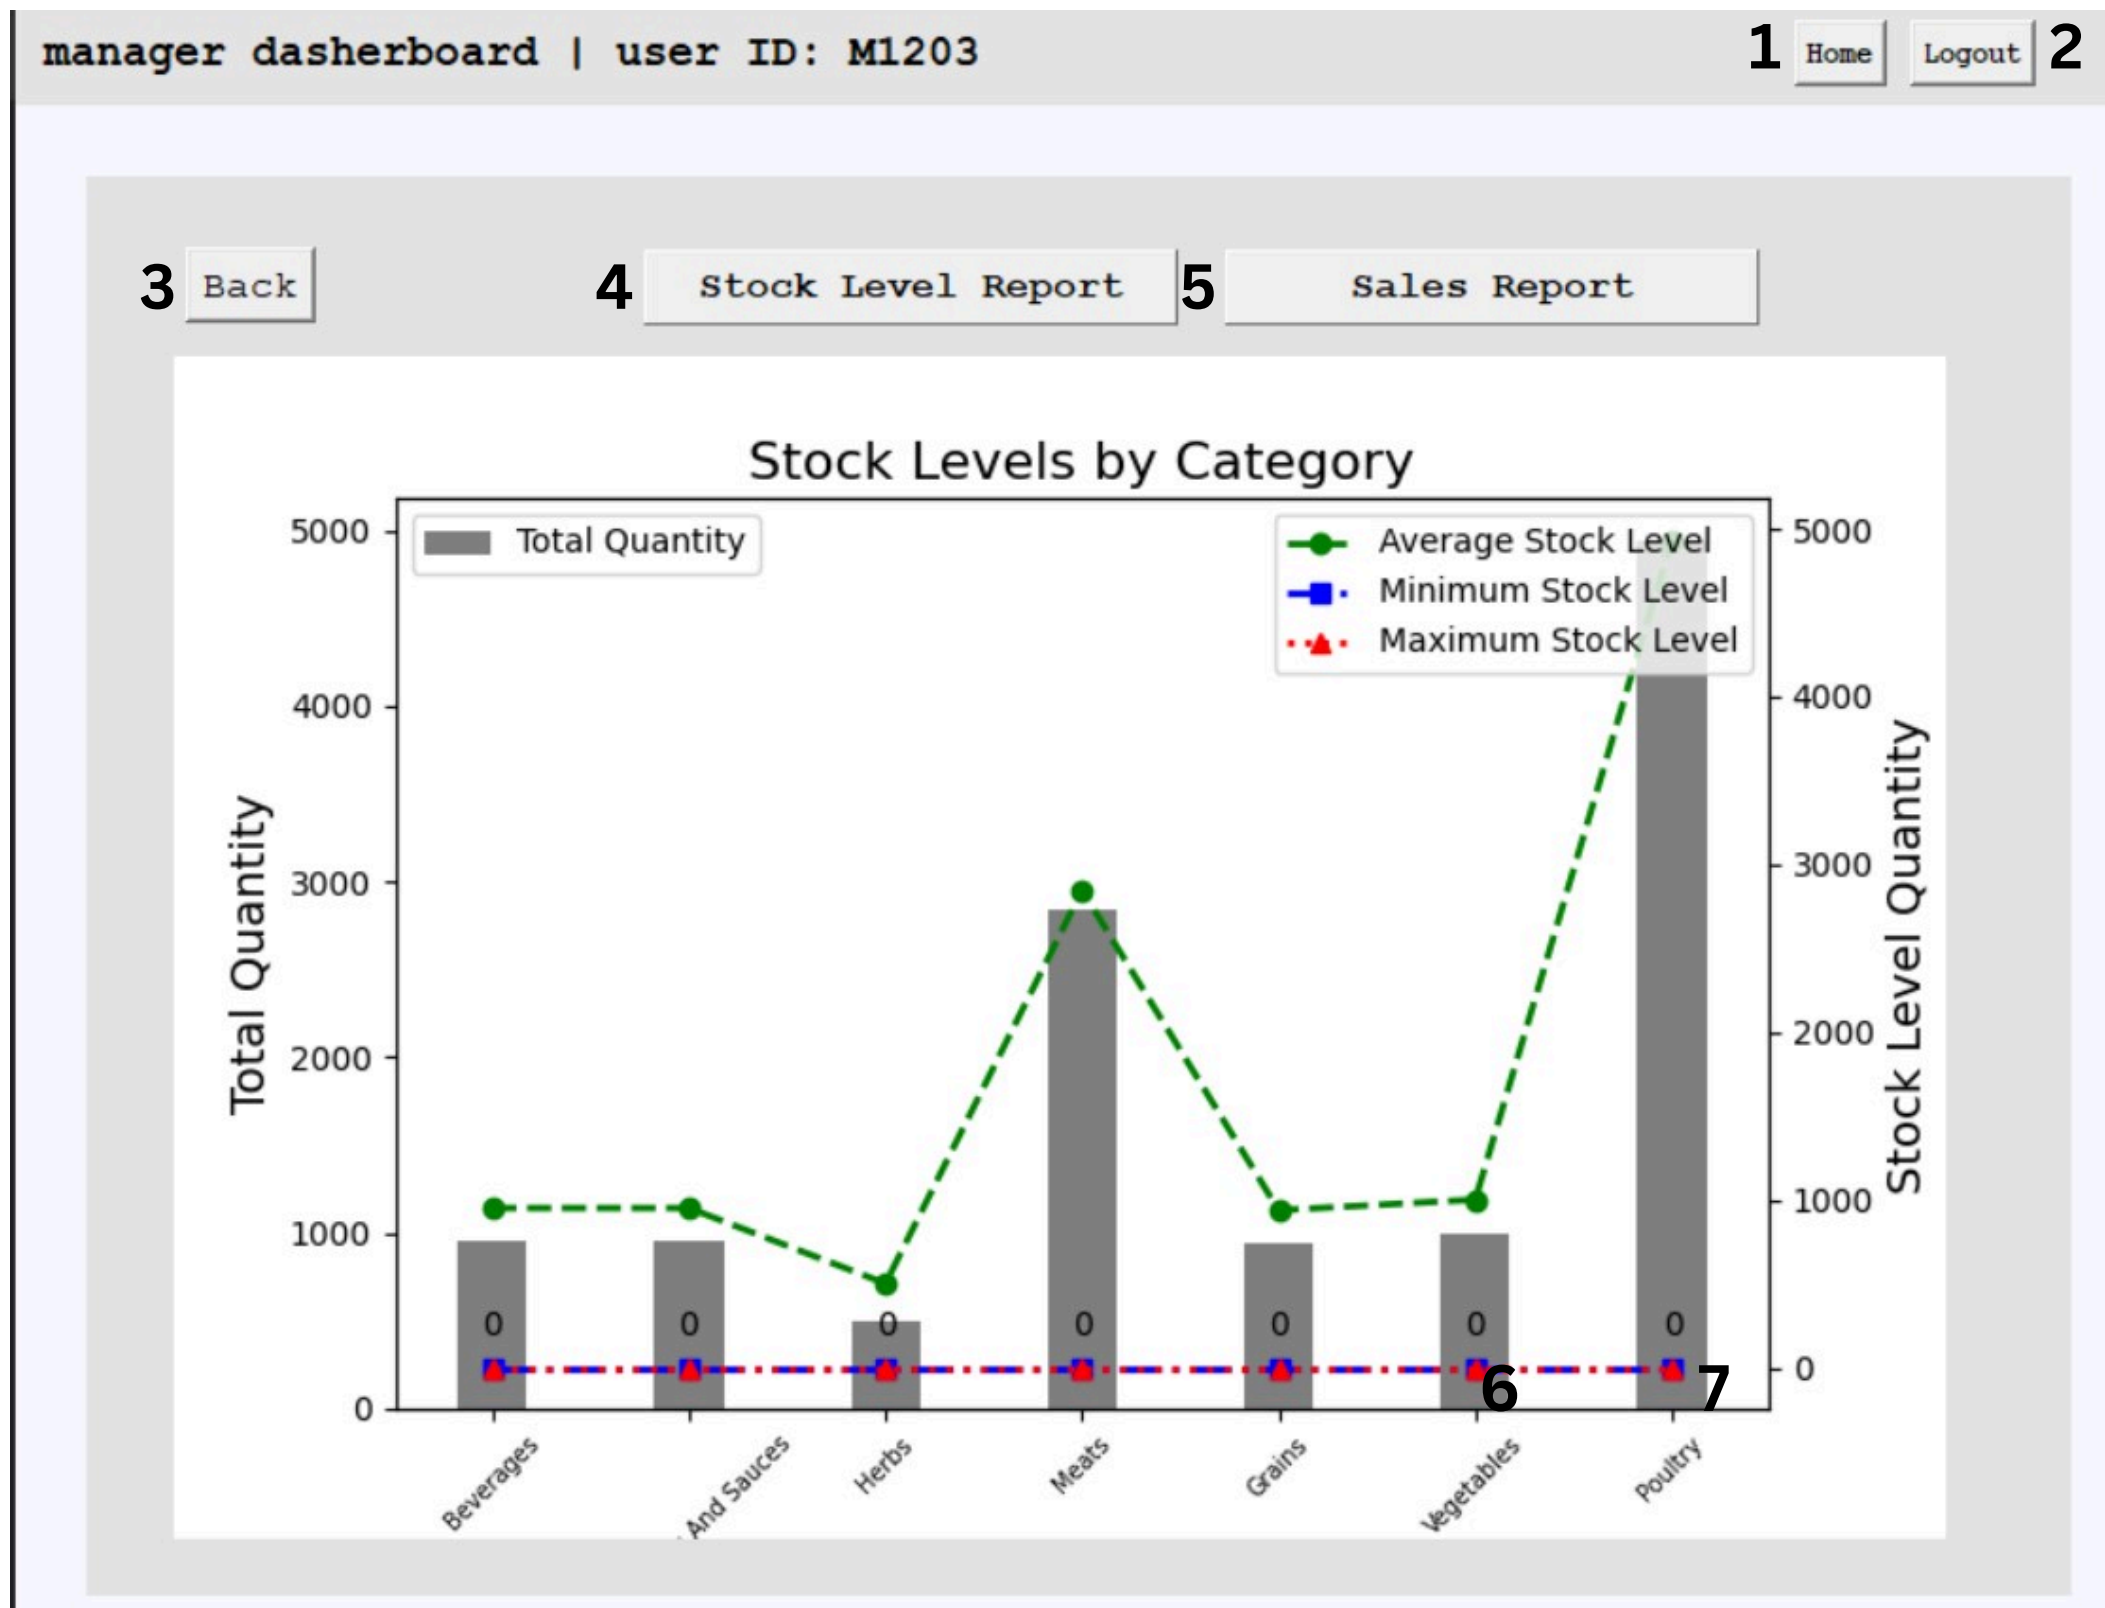 manager dasherboard | user ID: M1203
1 Home Logout 2
3 Back 4 Stock Level Report 5 Sales Report
Stock Levels by Category
Total Quantity
Average Stock Level
Minimum Stock Level
Maximum Stock Level
Total Quantity
5000
4000
3000
2000
1000
0
5000
4000
3000
2000
1000
0
Stock Level Quantity
0 0 0 0 0 0 0
6 7
Beverages
And Sauces
Herbs
Meats
Grains
Vegetables
Poultry